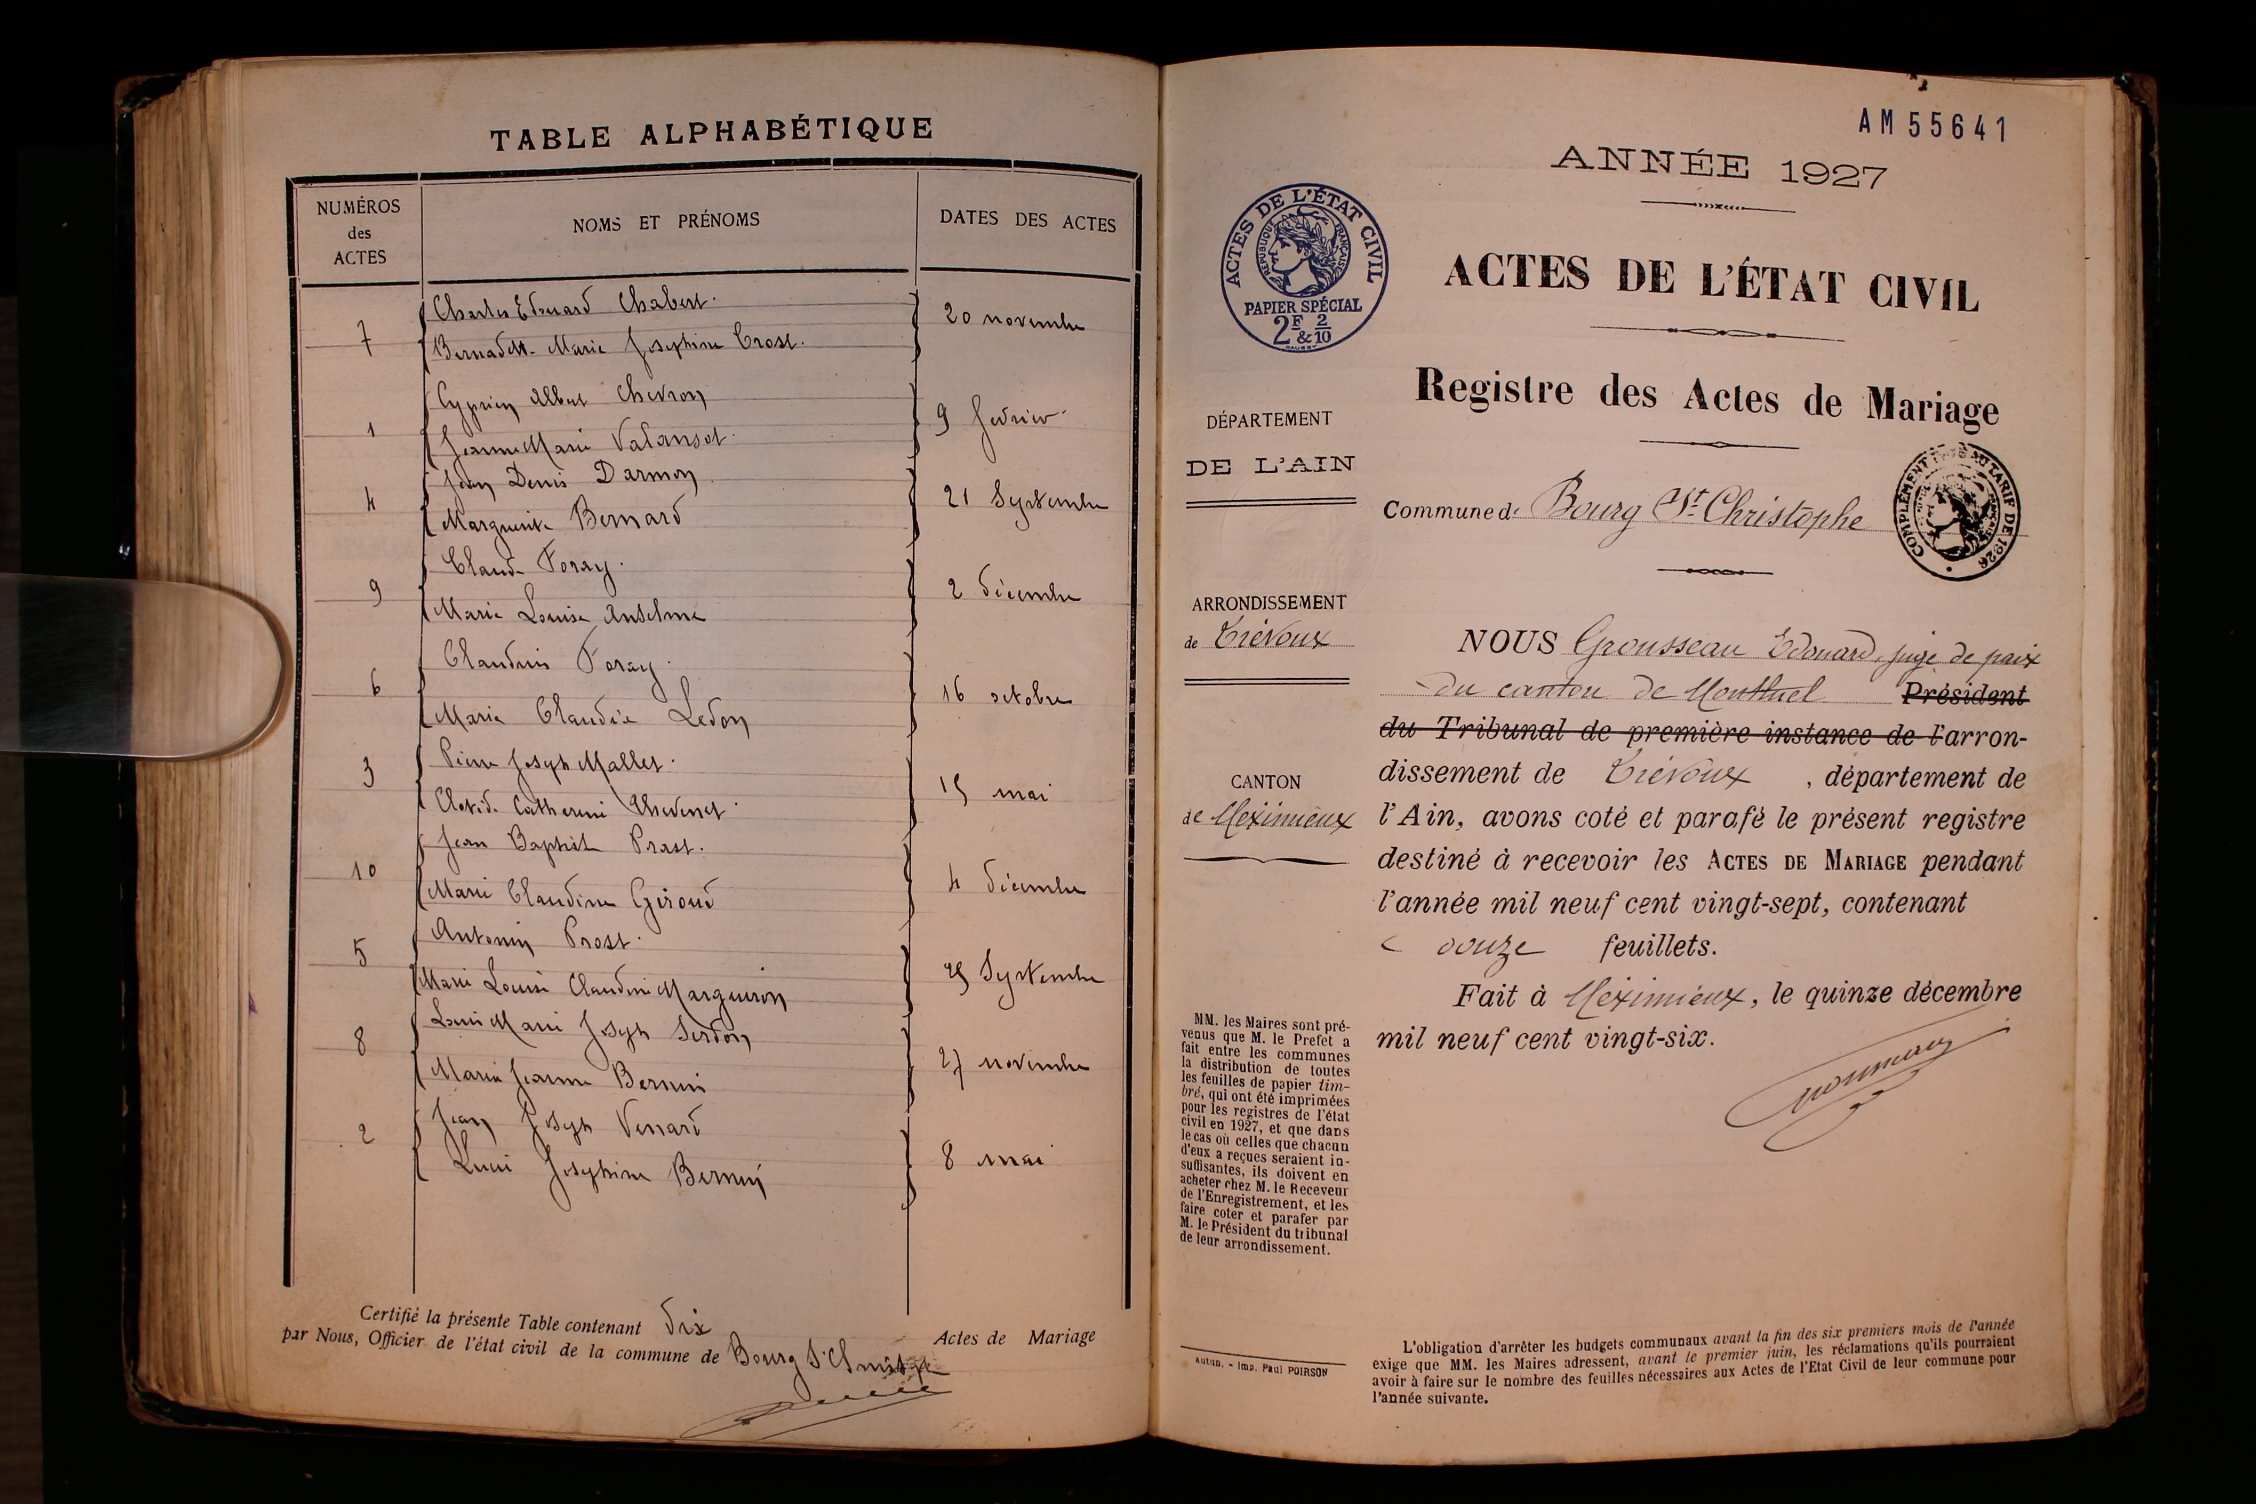 TABLE ALPHABÉTIQUE
NUMÉROS
des
ACTES
NOMS ET PRÉNOMS
DATES DES ACTES
Charles Edouard Chabert.
7
20 novembre
Bernadette Marie Joséphine Crost.
Cyprien Albert Chevron
1
9 février
Jeanne Marie Valansot
Jean Denis Darmon
4
21 Septembre
Marguerite Bernard
Claude Foray.
9
2 décembre
Marie Louise Anselme
Claudius Foray.
6
16 octobre
Marie Claudia Ledon
Pierre Joseph Mallet.
3
15 mai
Catherine Thevenet
Jean Baptiste Prost.
10
4 décembre
Marie Claudine Giroud
Antonin Prost.
5
25 Septembre
Marie Louise Claudine Margueron
8
Louis Marie Joseph Serdon
27 novembre
Maria Jeanne Bernin
Jean Joseph Venard
2
8 mai
Joséphine Bernin
Certifié la présente Table contenant dix Actes de Mariage
par Nous, Officier de l'état civil de la commune de Bourg St Christophe
AM 55641
ANNÉE 1927
ACTES DE L'ÉTAT CIVIL
RÉPUBLIQUE FRANÇAISE
PAPIER SPÉCIAL
2F & 2/10
ACTES DE L'ÉTAT CIVIL
Registre des Actes de Mariage
DÉPARTEMENT
DE L'AIN
Commune de Bourg St Christophe
COMPLÉMENT AU TARIF DE 1926
ARRONDISSEMENT
de Trévoux
CANTON
de Meximieux
NOUS Grousseau Edouard, juge de paix
du canton de Montluel Président
du Tribunal de première instance de l'arron-
dissement de Trévoux, département de
l'Ain, avons coté et parafé le présent registre
destiné à recevoir les ACTES DE MARIAGE pendant
l'année mil neuf cent vingt-sept, contenant
douze feuillets.
Fait à Meximieux, le quinze décembre
mil neuf cent vingt-six.
MM. les Maires sont pré-
venus que M. le Préfet a
fait entre les communes
la distribution de toutes
les feuilles de papier tim-
bré, qui ont été imprimées
pour les registres de l'état
civil en 1927, et que dans
le cas où celles que chacun
d'eux a reçues seraient in-
suffisantes, ils doivent en
acheter chez M. le Receveur
de l'Enregistrement, et les
faire coter et parafer par
M. le Président du tribunal
de leur arrondissement.
Autun. - Imp. Paul POIRSON
L'obligation d'arrêter les budgets communaux avant la fin des six premiers mois de l'année
exige que MM. les Maires adressent, avant le premier juin, les réclamations qu'ils pourraient
avoir à faire sur le nombre des feuilles nécessaires aux Actes de l'Etat Civil de leur commune pour
l'année suivante.